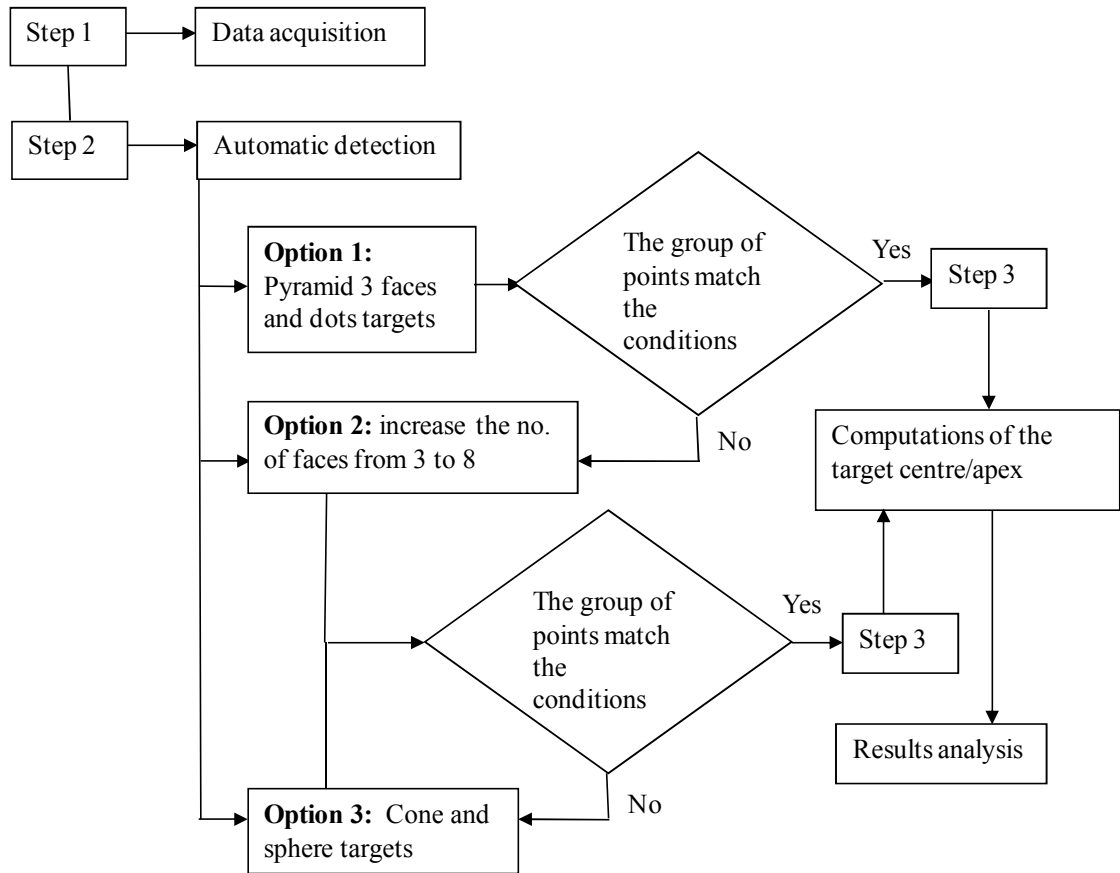 Step 1
Data acquisition
Step 2
Automatic detection
Option 1:
Pyramid 3 faces
and dots targets
The group of
points match
the
conditions
Yes
Step 3
No
Option 2: increase the no.
of faces from 3 to 8
Computations of the
target centre/apex
The group of
points match
the
conditions
Yes
Step 3
No
Results analysis
Option 3: Cone and
sphere targets